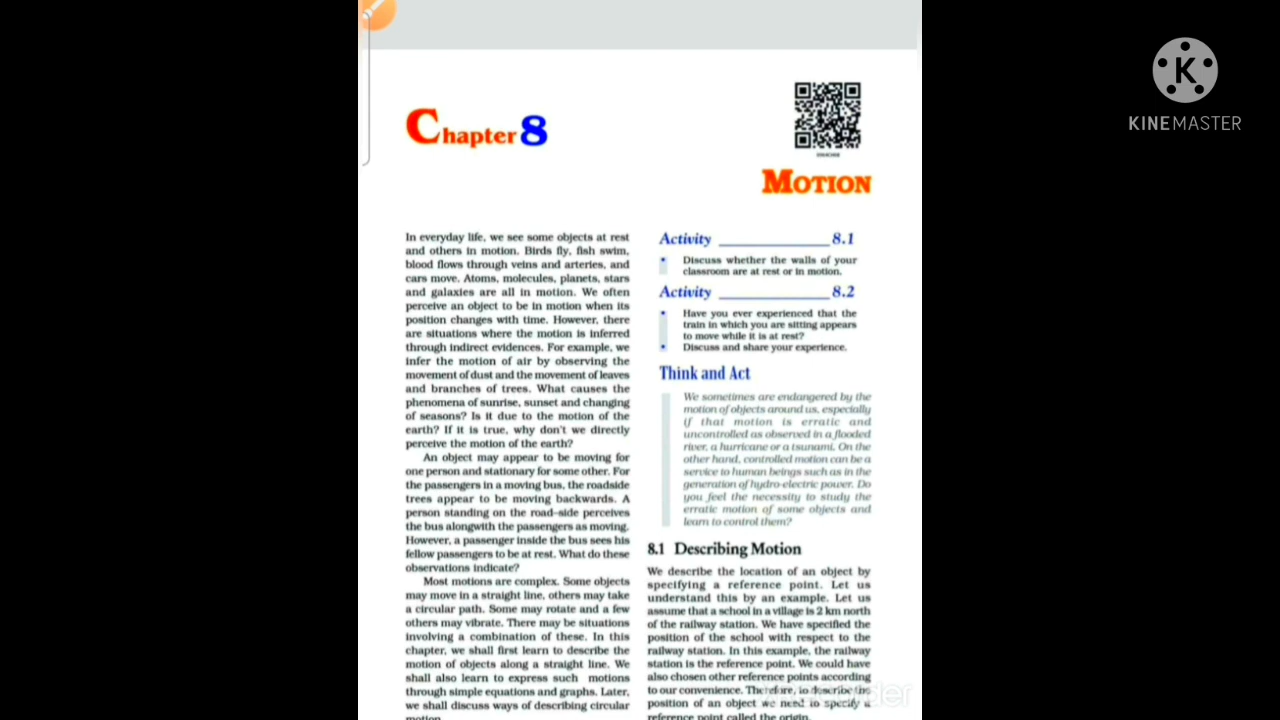 KINEMASTER
Chapter 8
MOTION
In everyday life, we see some objects at rest
and others in motion. Birds fly, fish swim,
blood flows through veins and arteries, and
cars move. Atoms, molecules, planets, stars
and galaxies are all in motion. We often
perceive an object to be in motion when its
position changes with time. However, there
are situations where the motion is inferred
through indirect evidences. For example, we
infer the motion of air by observing the
movement of dust and the movement of leaves
and branches of trees. What causes the
phenomena of sunrise, sunset and changing
of seasons? Is it due to the motion of the
earth? If it is true, why don't we directly
perceive the motion of the earth?
An object may appear to be moving for
one person and stationary for some other. For
the passengers in a moving bus, the roadside
trees appear to be moving backwards. A
person standing on the road–side perceives
the bus alongwith the passengers as moving.
However, a passenger inside the bus sees his
fellow passengers to be at rest. What do these
observations indicate?
Most motions are complex. Some objects
may move in a straight line, others may take
a circular path. Some may rotate and a few
others may vibrate. There may be situations
involving a combination of these. In this
chapter, we shall first learn to describe the
motion of objects along a straight line. We
shall also learn to express such motions
through simple equations and graphs. Later,
we shall discuss ways of describing circular
motion.
Activity ____________ 8.1
• Discuss whether the walls of your
classroom are at rest or in motion.
Activity ____________ 8.2
• Have you ever experienced that the
train in which you are sitting appears
to move while it is at rest?
• Discuss and share your experience.
Think and Act
We sometimes are endangered by the
motion of objects around us, especially
if that motion is erratic and
uncontrolled as observed in a flooded
river, a hurricane or a tsunami. On the
other hand, controlled motion can be a
service to human beings such as in the
generation of hydro-electric power. Do
you feel the necessity to study the
erratic motion of some objects and
learn to control them?
8.1 Describing Motion
We describe the location of an object by
specifying a reference point. Let us
understand this by an example. Let us
assume that a school in a village is 2 km north
of the railway station. We have specified the
position of the school with respect to the
railway station. In this example, the railway
station is the reference point. We could have
also chosen other reference points according
to our convenience. Therefore, to describe the
position of an object we need to specify a
reference point called the origin.